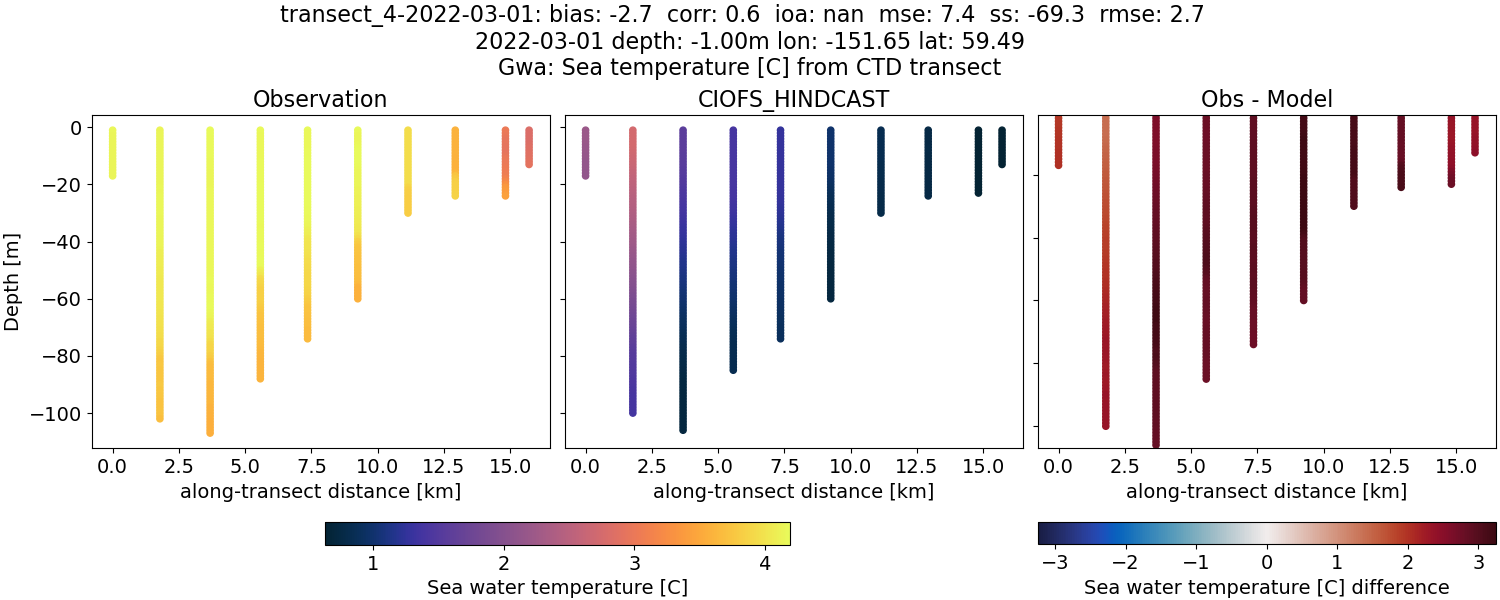 transect_4-2022-03-01: bias: -2.7  corr: 0.6  ioa: nan  mse: 7.4  ss: -69.3  rmse: 2.7
2022-03-01 depth: -1.00m lon: -151.65 lat: 59.49
Gwa: Sea temperature [C] from CTD transect
Observation
CIOFS_HINDCAST
Obs - Model
Depth [m]
0
−20
−40
−60
−80
−100
0.0 2.5 5.0 7.5 10.0 12.5 15.0
0.0 2.5 5.0 7.5 10.0 12.5 15.0
0.0 2.5 5.0 7.5 10.0 12.5 15.0
along-transect distance [km]
along-transect distance [km]
along-transect distance [km]
1 2 3 4
Sea water temperature [C]
−3 −2 −1 0 1 2 3
Sea water temperature [C] difference